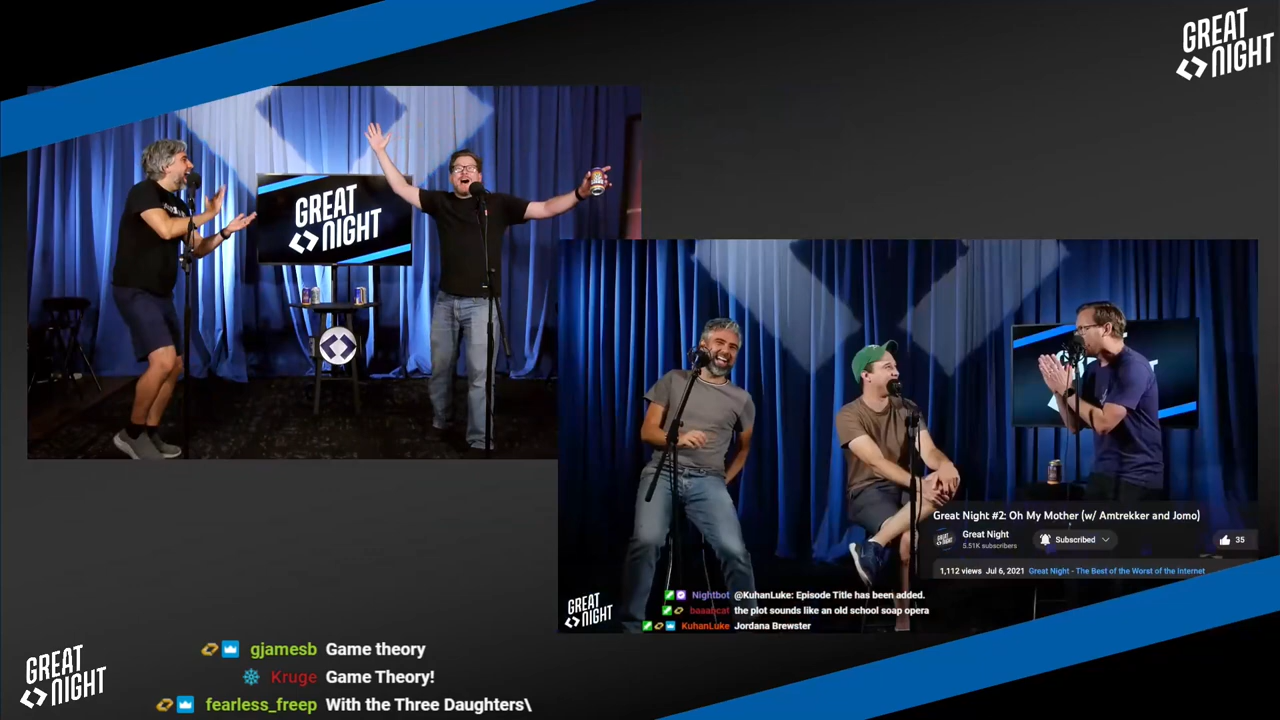 GREAT
NIGHT
GREAT
NIGHT
Great Night #2: Oh My Mother (w/ Amtrekker and Jomo)
Great Night
5.51K subscribers
Subscribed
35
1,112 views Jul 6, 2021 Great Night - The Best of the Worst of the Internet
Nightbot @KuhanLuke: Episode Title has been added.
baaabcat the plot sounds like an old school soap opera
KuhanLuke Jordana Brewster
GREAT
NIGHT
GREAT
NIGHT
gjamesb Game theory
Kruge Game Theory!
fearless_freep With the Three Daughters\